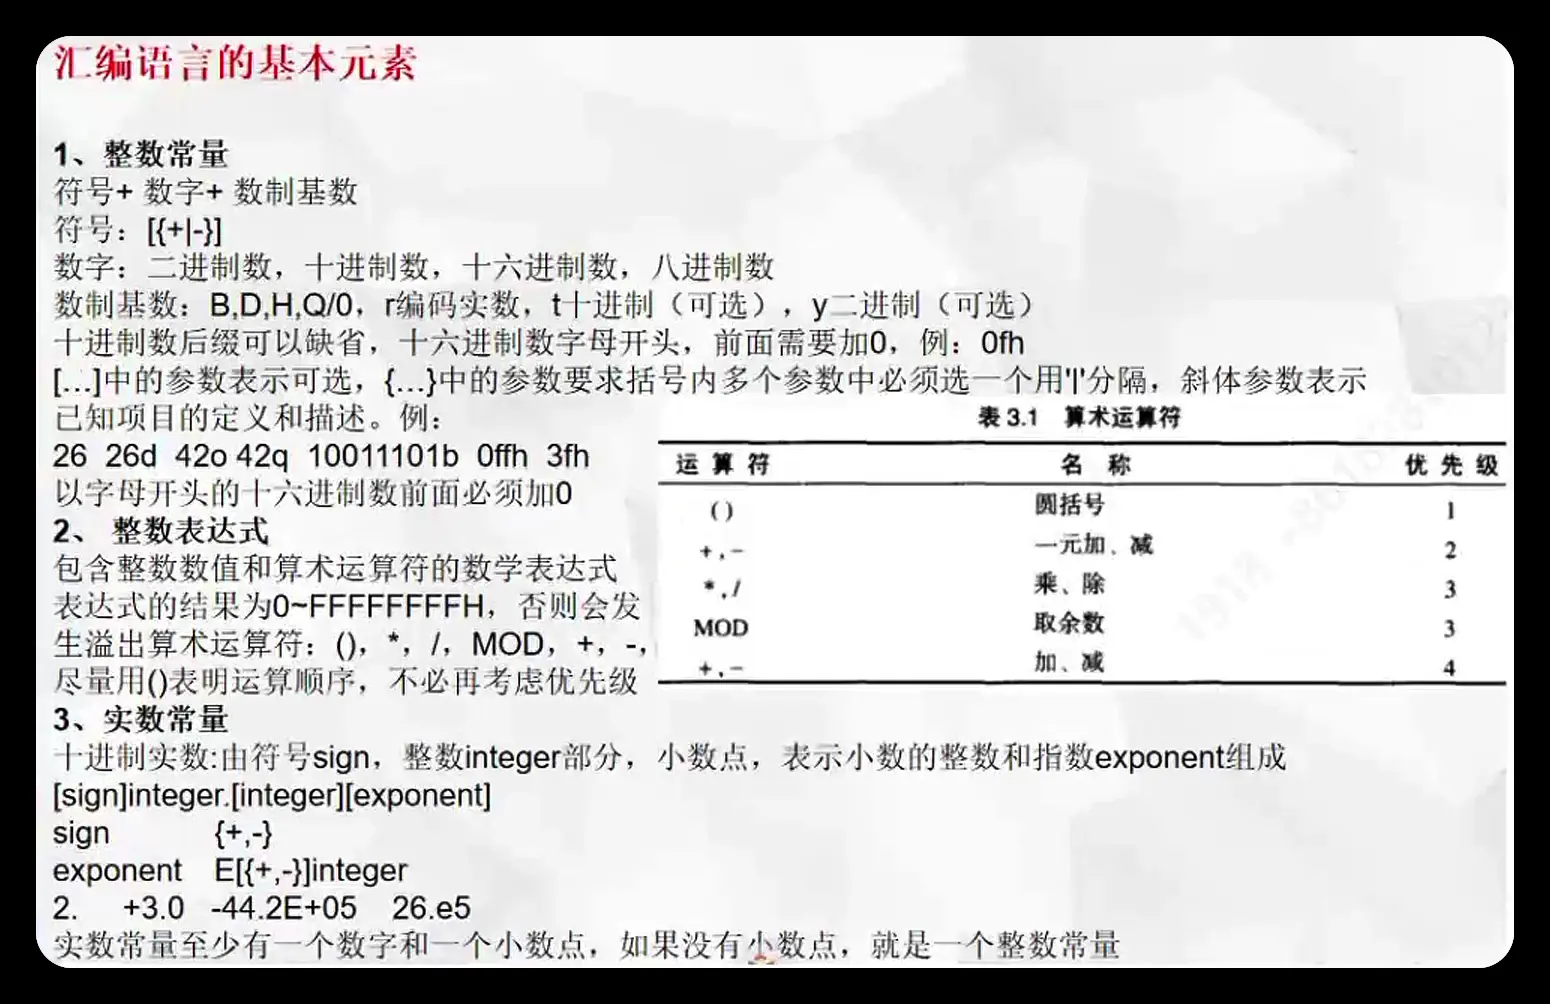 汇编语言的基本元素
1、整数常量
符号+ 数字+ 数制基数
符号：[{+|-}]
数字：二进制数，十进制数，十六进制数，八进制数
数制基数：B,D,H,Q/0，r编码实数，t十进制（可选），y二进制（可选）
十进制数后缀可以缺省，十六进制数字母开头，前面需要加0，例：0fh
[...]中的参数表示可选，{...}中的参数要求括号内多个参数中必须选一个用'|'分隔，斜体参数表示
已知项目的定义和描述。例：
26 26d 42o 42q 10011101b 0ffh 3fh
以字母开头的十六进制数前面必须加0
2、 整数表达式
包含整数数值和算术运算符的数学表达式
表达式的结果为0~FFFFFFFFH，否则会发
生溢出算术运算符：()，*，/，MOD，+，-，
尽量用()表明运算顺序，不必再考虑优先级
表 3.1 算术运算符
运算符 名称 优先级
() 圆括号 1
+,- 一元加、减 2
*,/ 乘、除 3
MOD 取余数 3
+,- 加、减 4
3、实数常量
十进制实数:由符号sign，整数integer部分，小数点，表示小数的整数和指数exponent组成
[sign]integer.[integer][exponent]
sign {+,-}
exponent E[{+,-}]integer
2. +3.0 -44.2E+05 26.e5
实数常量至少有一个数字和一个小数点，如果没有小数点，就是一个整数常量